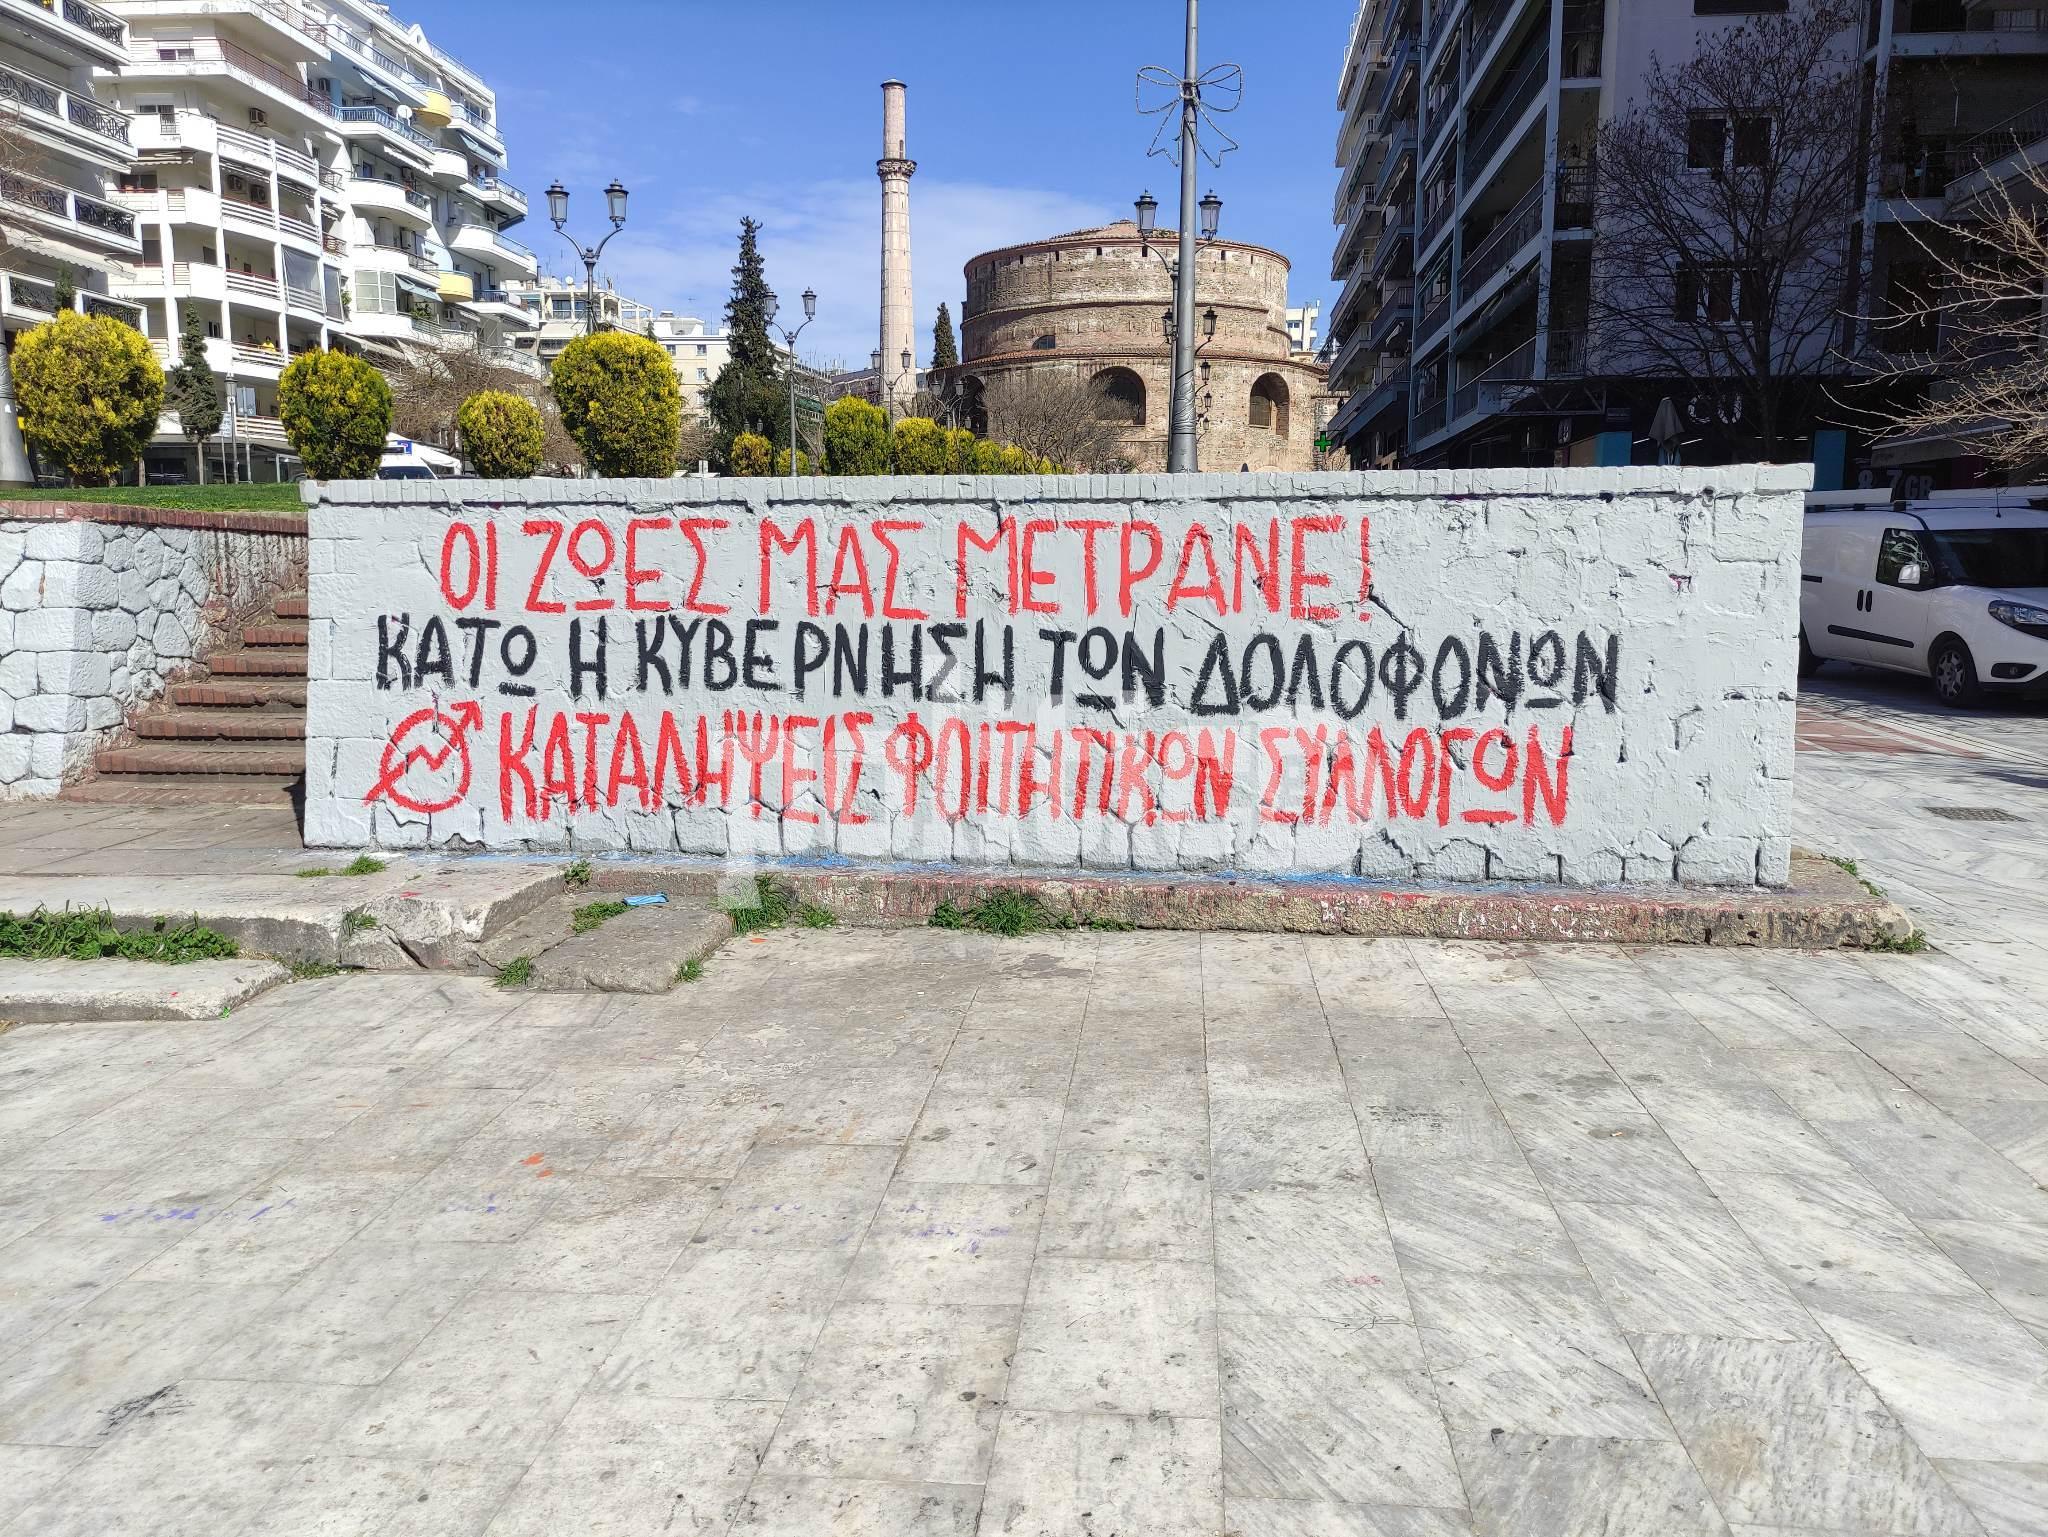 ΟΙ ΖΩΕΣ ΜΑΣ ΜΕΤΡΑΝΕ!
ΚΑΤΩ Η ΚΥΒΕΡΝΗΣΗ ΤΩΝ ΔΟΛΟΦΟΝΩΝ
ΚΑΤΑΛΗΨΕΙΣ ΦΟΙΤΗΤΙΚΩΝ ΣΥΛΛΟΓΩΝ